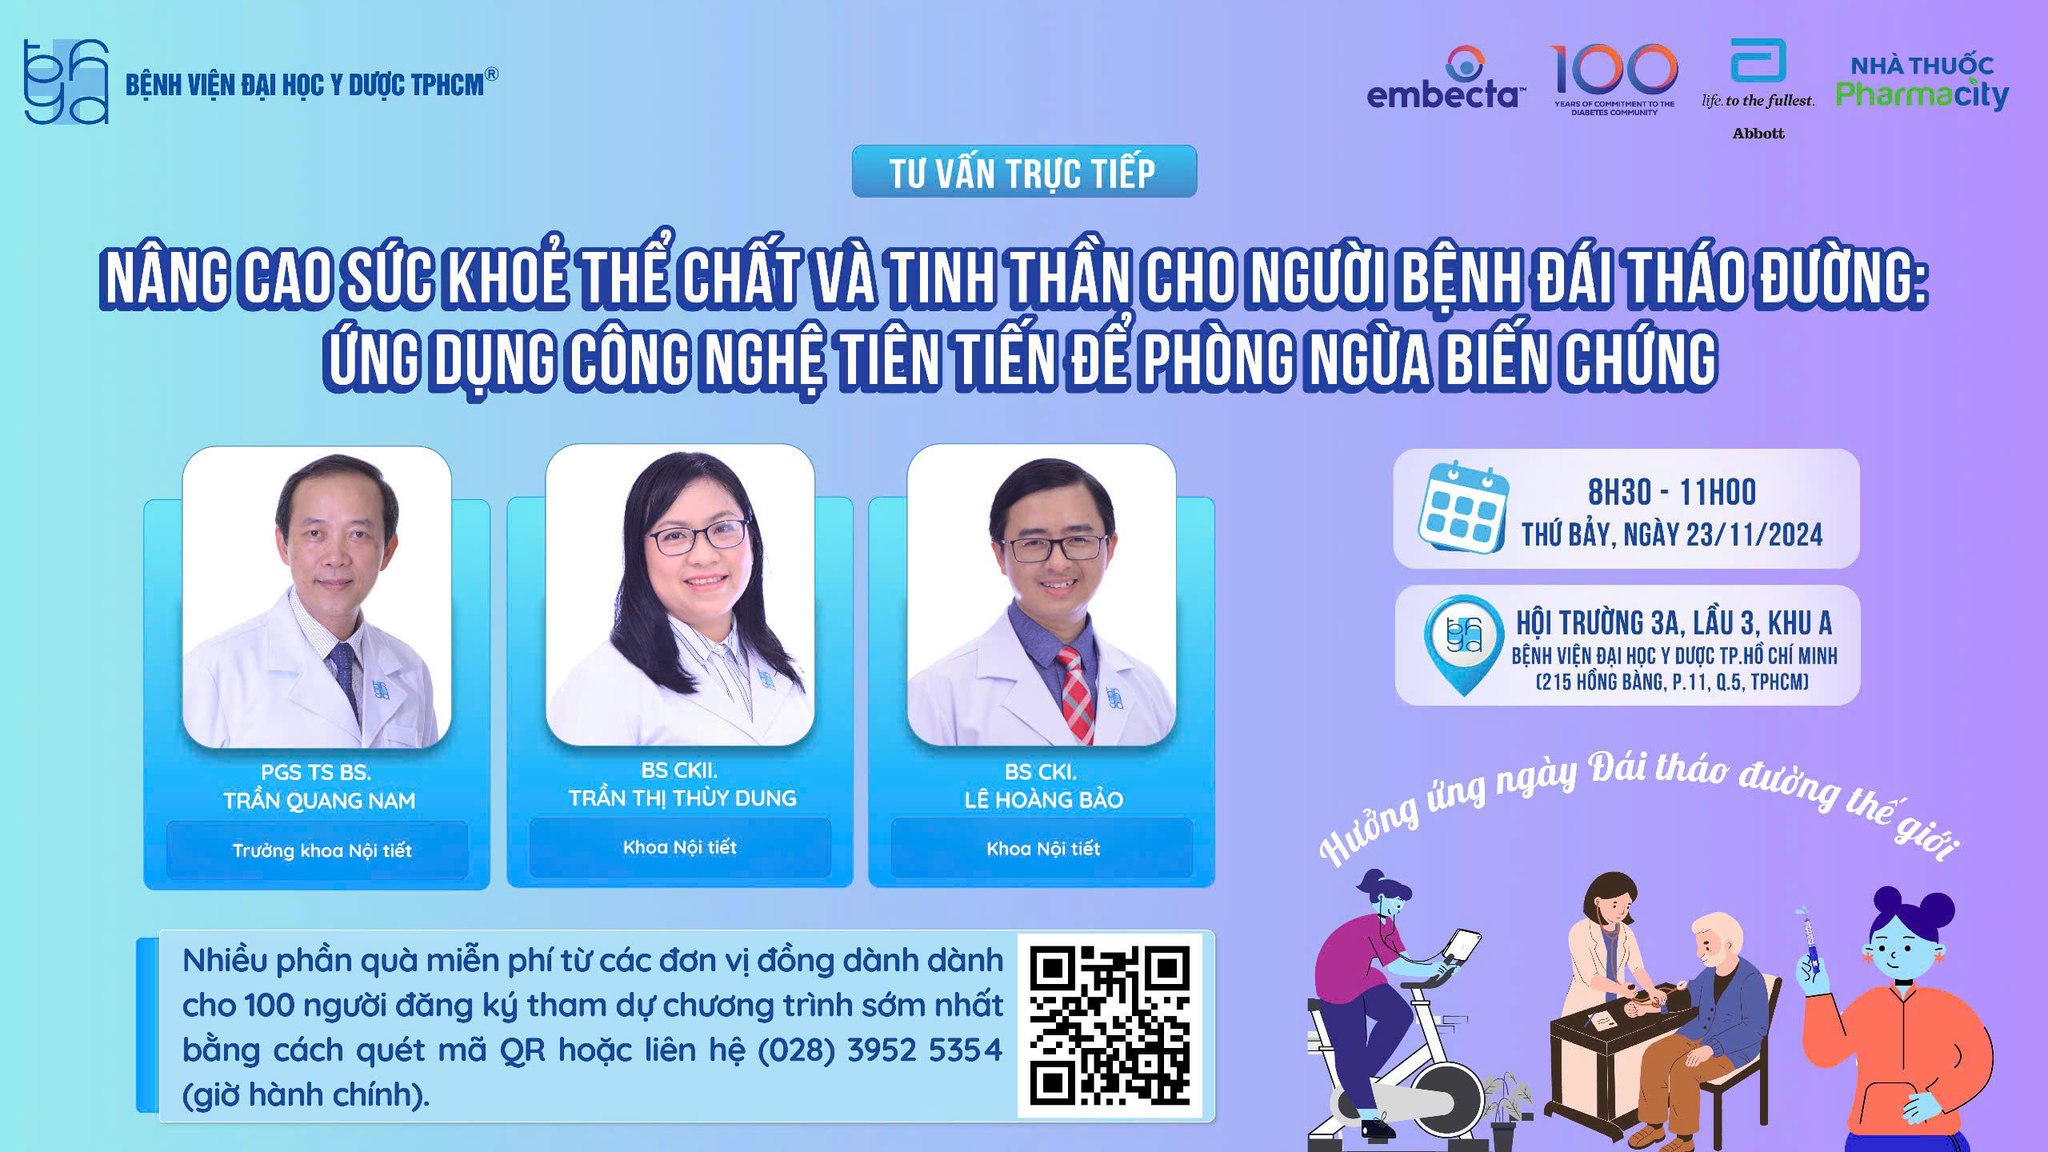 BỆNH VIỆN ĐẠI HỌC Y DƯỢC TPHCM®
embecta™
100
YEARS OF COMMITMENT TO THE
DIABETES COMMUNITY
life. to the fullest.
Abbott
NHÀ THUỐC
Pharmacity
TƯ VẤN TRỰC TIẾP
NÂNG CAO SỨC KHOẺ THỂ CHẤT VÀ TINH THẦN CHO NGƯỜI BỆNH ĐÁI THÁO ĐƯỜNG:
ỨNG DỤNG CÔNG NGHỆ TIÊN TIẾN ĐỂ PHÒNG NGỪA BIẾN CHỨNG
PGS TS BS.
TRẦN QUANG NAM
Trưởng khoa Nội tiết
BS CKII.
TRẦN THỊ THÙY DUNG
Khoa Nội tiết
BS CKI.
LÊ HOÀNG BẢO
Khoa Nội tiết
8H30 - 11H00
THỨ BẢY, NGÀY 23/11/2024
HỘI TRƯỜNG 3A, LẦU 3, KHU A
BỆNH VIỆN ĐẠI HỌC Y DƯỢC TP.HỒ CHÍ MINH
(215 HỒNG BÀNG, P.11, Q.5, TPHCM)
Hưởng ứng ngày Đái tháo đường thế giới
Nhiều phần quà miễn phí từ các đơn vị đồng dành dành
cho 100 người đăng ký tham dự chương trình sớm nhất
bằng cách quét mã QR hoặc liên hệ (028) 3952 5354
(giờ hành chính).